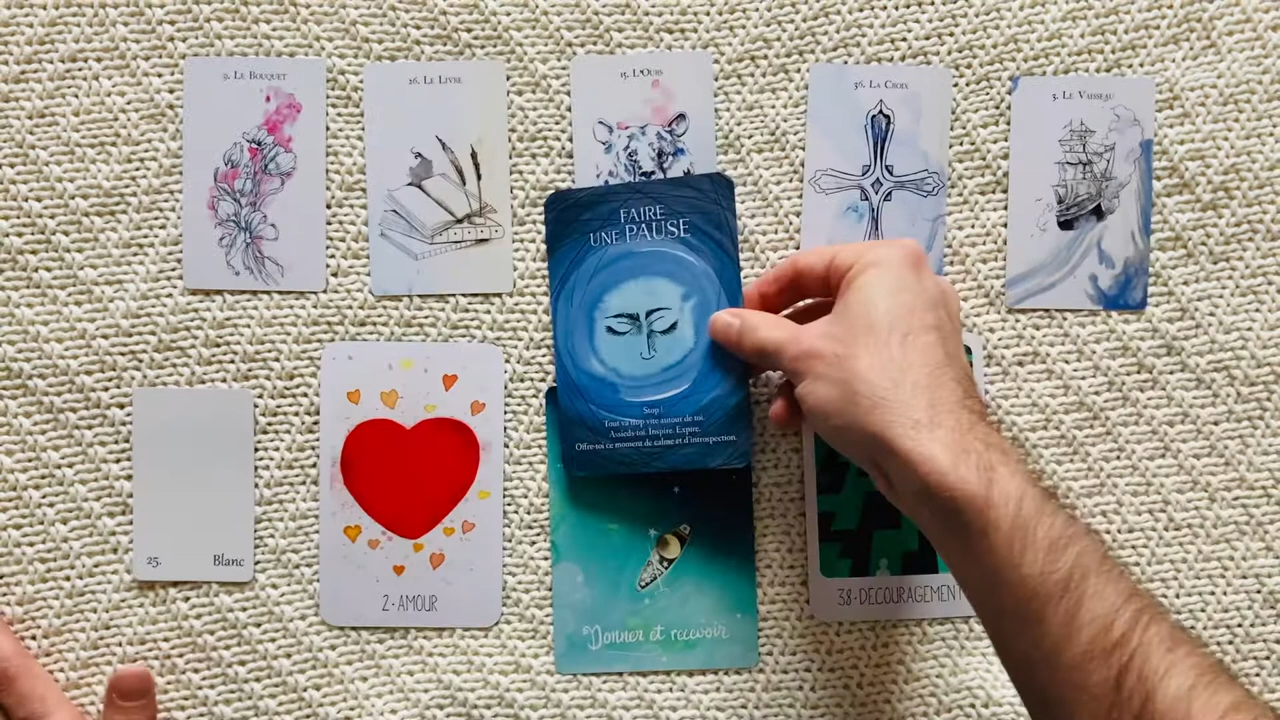 9. Le Bouquet
26. Le Livre
15. L'Ours
36. La Croix
3. Le Vaisseau
FAIRE
UNE PAUSE
Stop !
Tout va trop vite autour de toi.
Assieds-toi. Inspire. Expire.
Offre-toi ce moment de calme et d'introspection.
25. Blanc
2-AMOUR
Donner et recevoir
38-DECOURAGEMENT